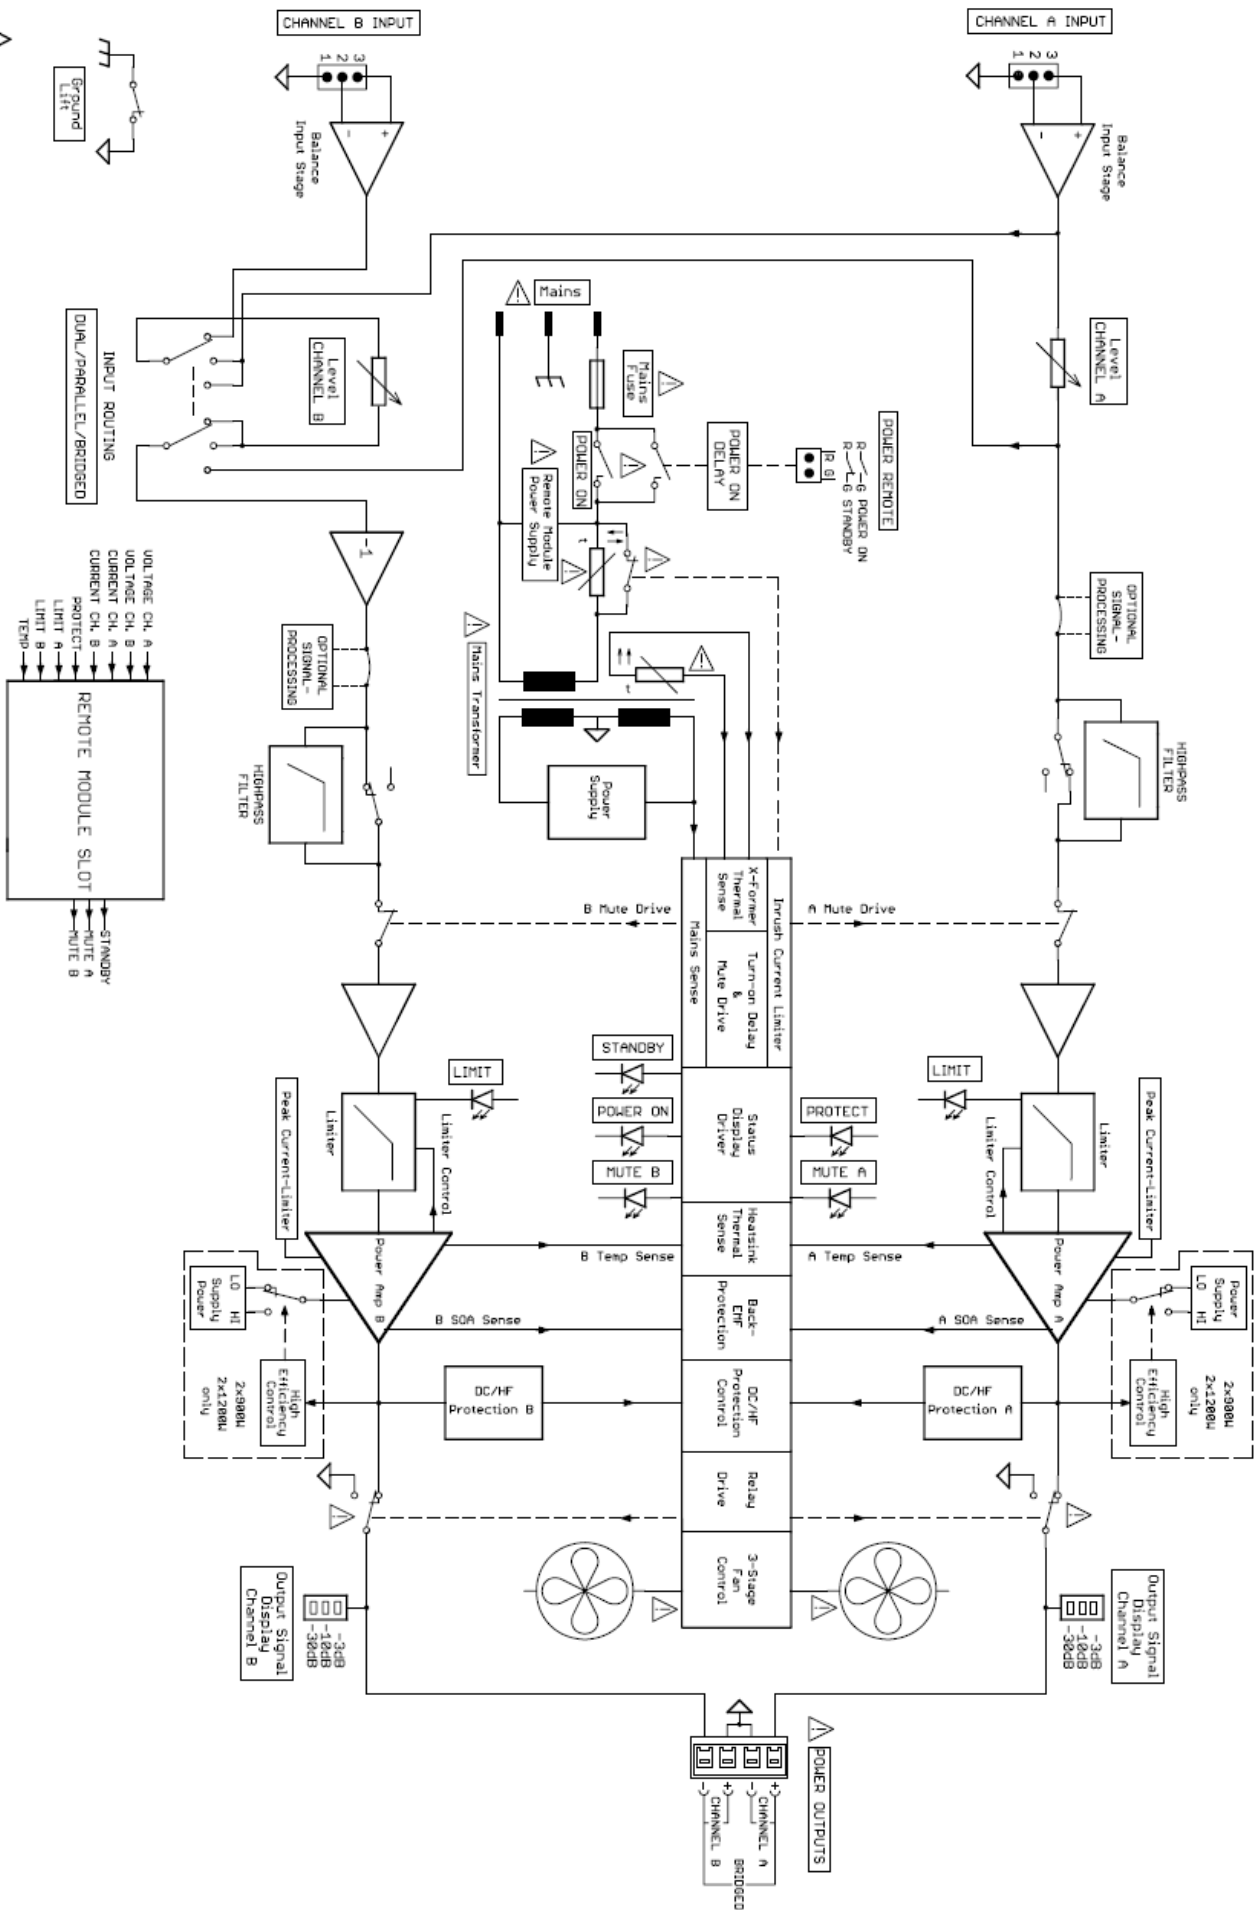 CHANNEL B INPUT
CHANNEL A INPUT
1 2 3
1 2 3
Ground
Lift
-
+
Balance
Input Stage
-
+
Balance
Input Stage
Mains
Level
CHANNEL A
Level
CHANNEL B
INPUT ROUTING
DUAL/PARALLEL/BRIDGED
Mains
Fuse
POWER ON
POWER ON
DELAY
R G
POWER REMOTE
R G POWER ON
R G STANDBY
Remote Module
Power Supply
t
-1
OPTIONAL
SIGNAL-
PROCESSING
OPTIONAL
SIGNAL-
PROCESSING
VOLTAGE CH. A
VOLTAGE CH. B
CURRENT CH. A
CURRENT CH. B
PROTECT
LIMIT A
LIMIT B
TEMP
REMOTE MODULE SLOT
STANDBY
MUTE A
MUTE B
t
Mains Transformer
Power
Supply
HIGHPASS
FILTER
HIGHPASS
FILTER
B Mute Drive
A Mute Drive
Inrush Current Limiter
X-Former
Thermal
Sense
Turn-on Delay
&
Mute Drive
Mains Sense
STANDBY
POWER ON
MUTE B
PROTECT
MUTE A
Status
Display
Driver
LIMIT
LIMIT
Limiter
Limiter
Limiter Control
Limiter Control
Peak Current-Limiter
Peak Current-Limiter
Heatsink
Thermal
Sense
B Temp Sense
A Temp Sense
Power Amp B
Power Amp A
Back-
EMF
Protection
B SOA Sense
A SOA Sense
Power
Supply
LO HI
Power
Supply
LO HI
High
Efficiency
Control
2x900W
2x1200W
only
High
Efficiency
Control
2x900W
2x1200W
only
DC/HF
Protection B
DC/HF
Protection A
DC/HF
Protection
Control
Relay
Drive
3-Stage
Fan
Control
Output Signal
Display
Channel B
-3dB
-10dB
-30dB
Output Signal
Display
Channel A
-3dB
-10dB
-30dB
POWER OUTPUTS
+
-
+
-
CHANNEL A
CHANNEL B
BRIDGED